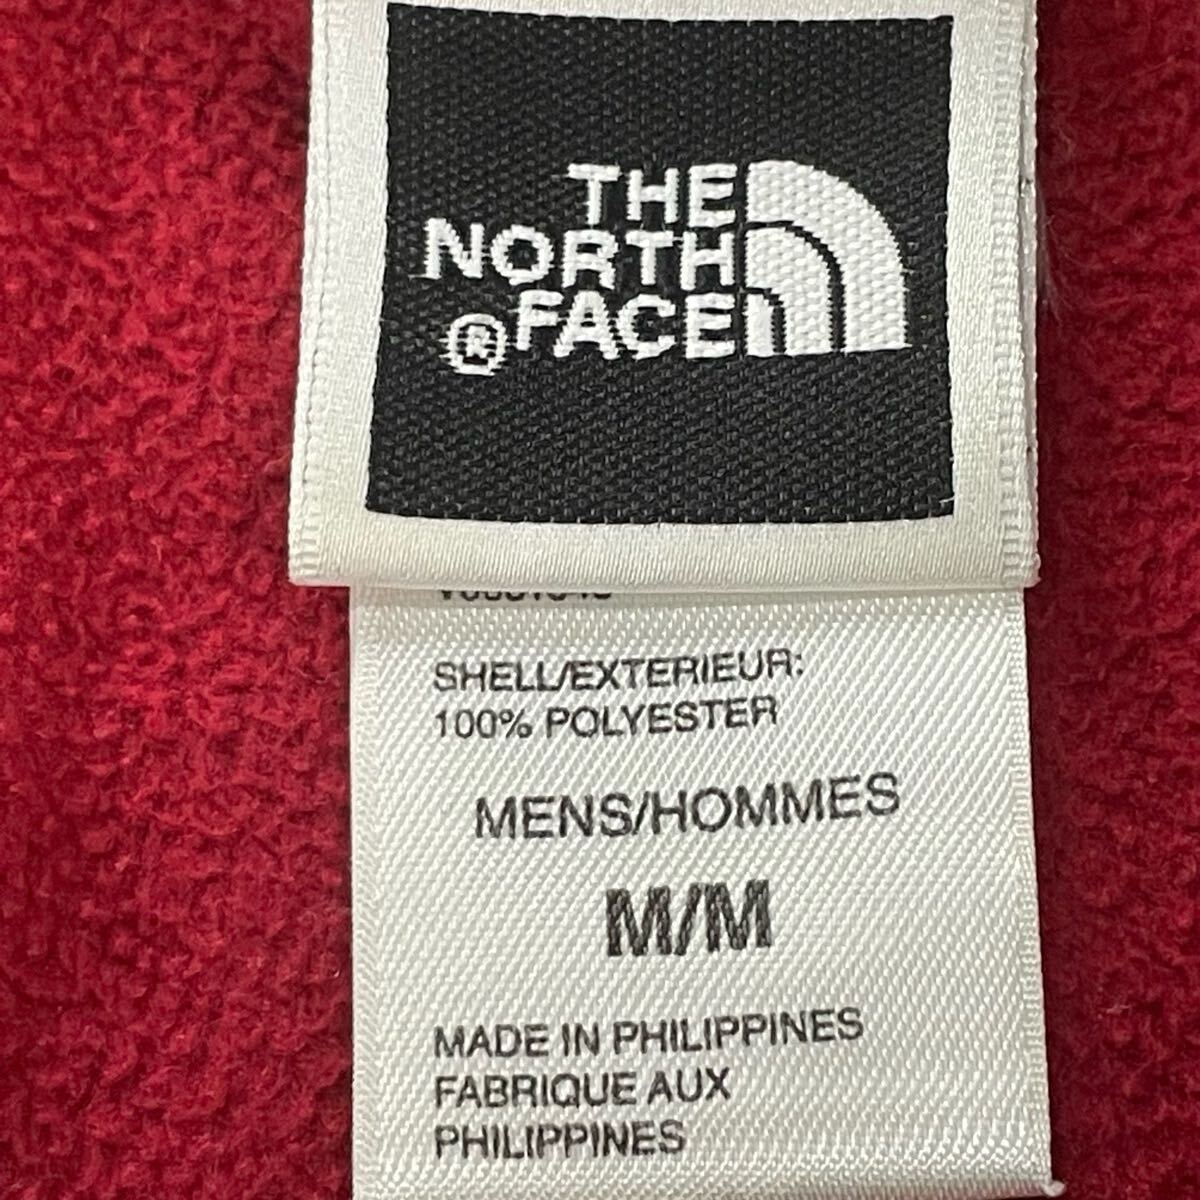 THE
NORTH
®FACE
SHELL/EXTERIEUR:
100% POLYESTER
MENS/HOMMES
M/M
MADE IN PHILIPPINES
FABRIQUE AUX
PHILIPPINES